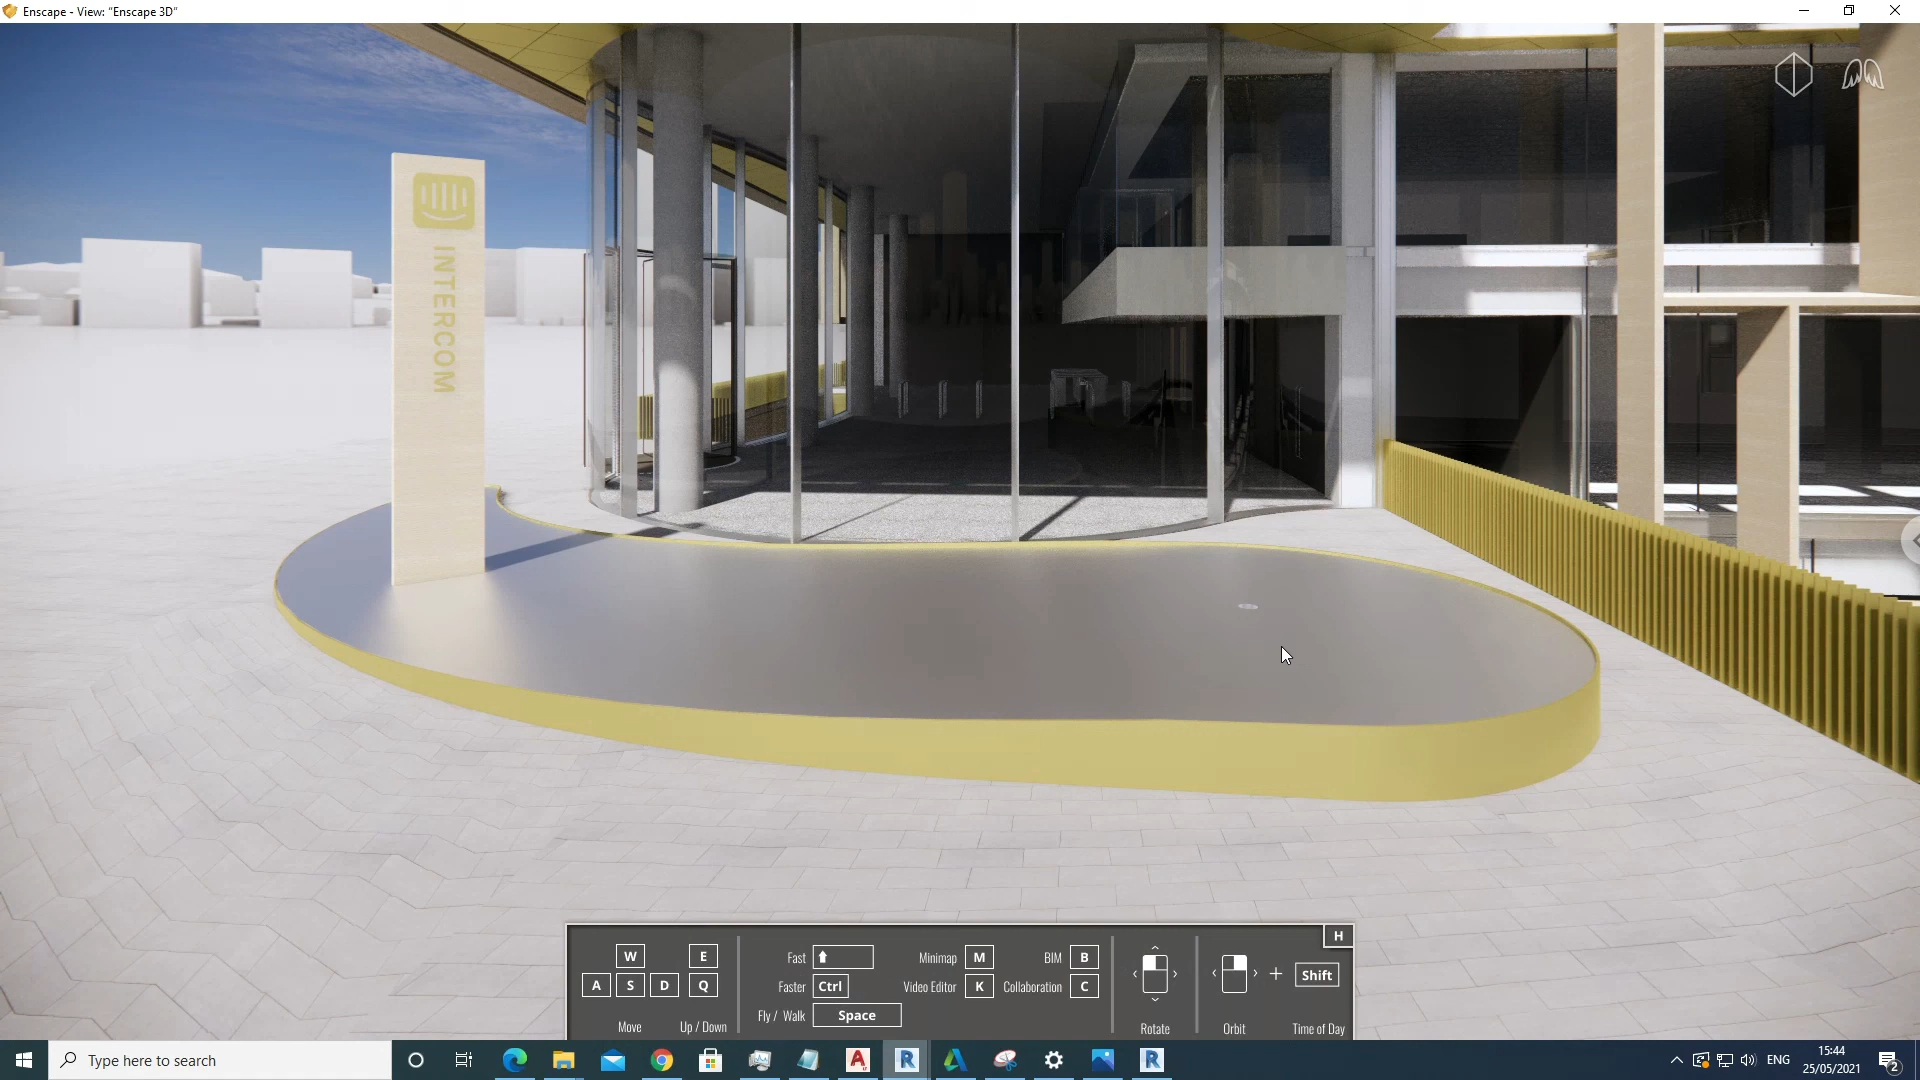 Enscape - View: "Enscape 3D"
INTERCOM
H
W
E
A
S
D
Q
Move
Up / Down
Fast
Faster
Ctrl
Fly / Walk
Space
Minimap
M
BIM
B
Video Editor
K
Collaboration
C
Rotate
Orbit
+
Shift
Time of Day
Type here to search
ENG
15:44
25/05/2021
2